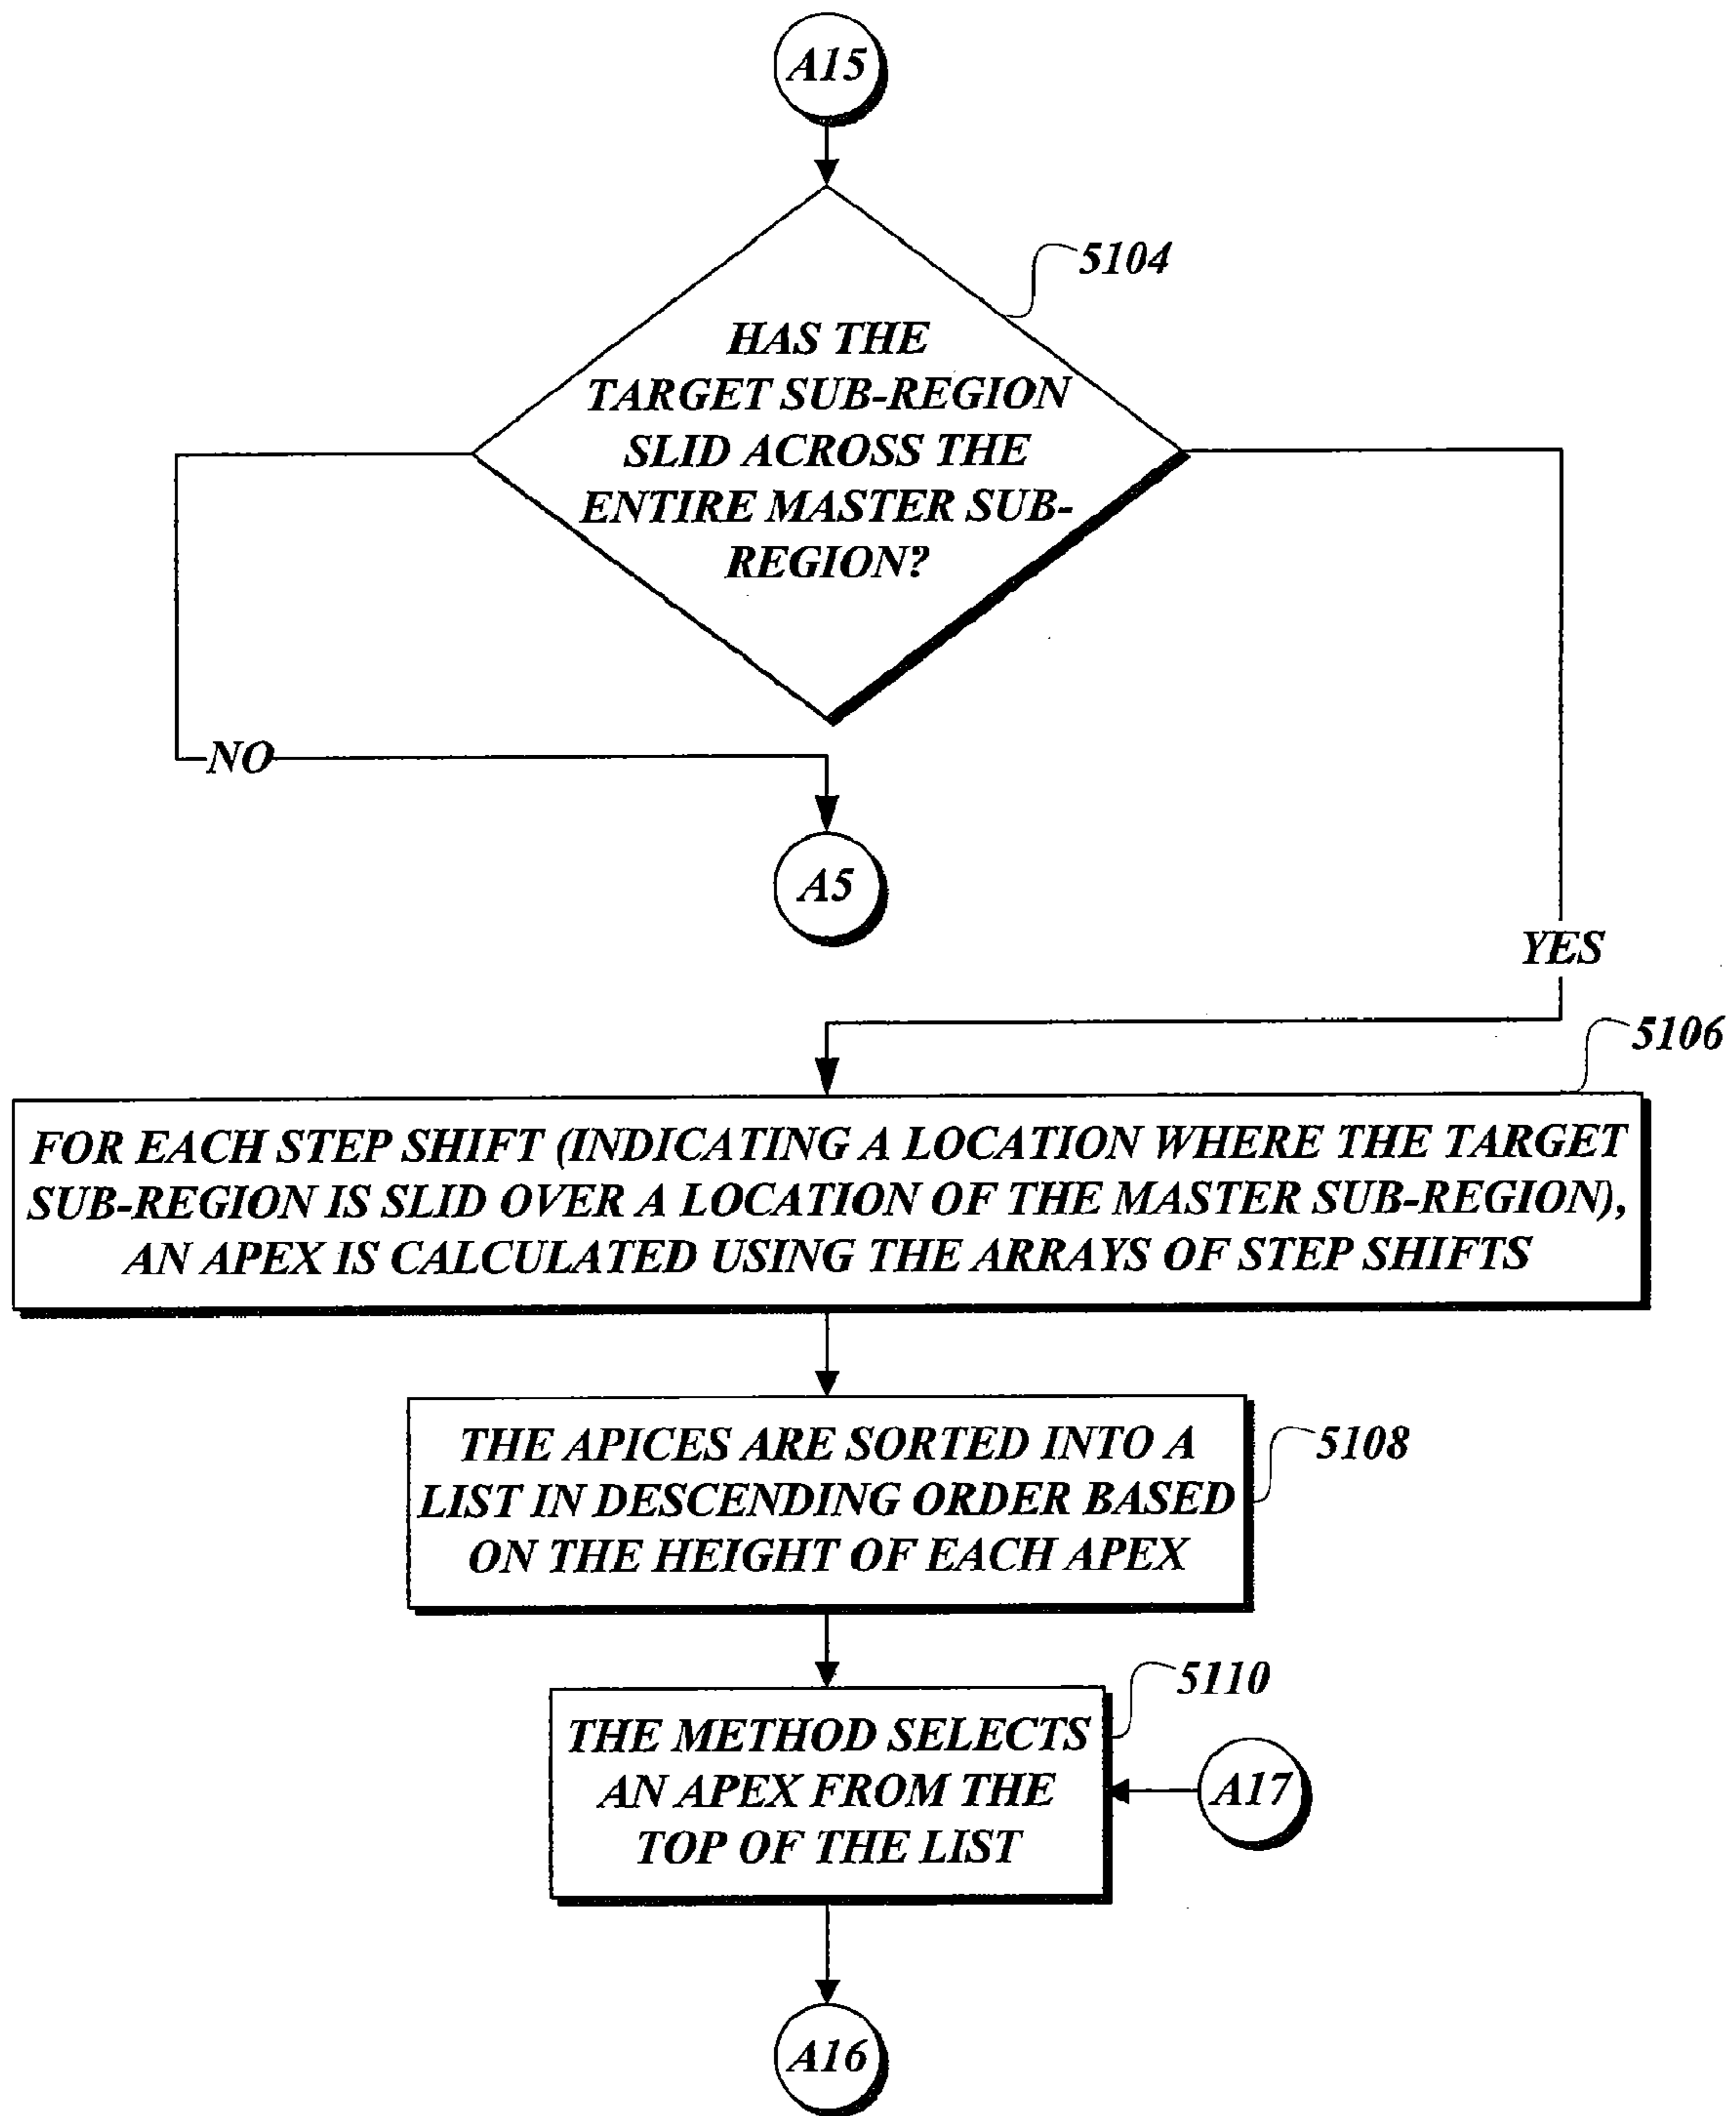 A15
5104
HAS THE
TARGET SUB-REGION
SLID ACROSS THE
ENTIRE MASTER SUB-
REGION?
NO
A5
YES
5106
FOR EACH STEP SHIFT (INDICATING A LOCATION WHERE THE TARGET
SUB-REGION IS SLID OVER A LOCATION OF THE MASTER SUB-REGION),
AN APEX IS CALCULATED USING THE ARRAYS OF STEP SHIFTS
THE APICES ARE SORTED INTO A
LIST IN DESCENDING ORDER BASED
ON THE HEIGHT OF EACH APEX
5108
5110
THE METHOD SELECTS
AN APEX FROM THE
TOP OF THE LIST
A17
A16